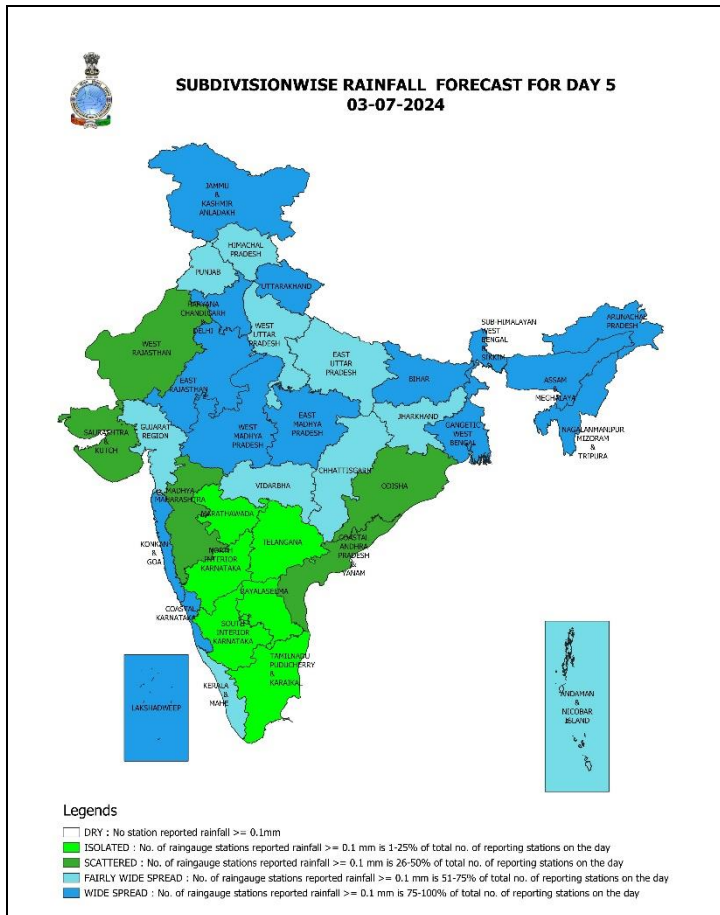 SUBDIVISIONWISE RAINFALL FORECAST FOR DAY 5
03-07-2024
JAMMU
&
KASHMIR
ANLADAKH
HIMACHAL
PRADESH
PUNJAB
UTTARAKHAND
HARYANA
CHANDIGARH
&
DELHI
WEST
UTTAR
PRADESH
WEST
RAJASTHAN
EAST
UTTAR
PRADESH
SUB-HIMALAYAN
WEST
BENGAL
&
SIKKIM
ARUNACHAL
PRADESH
EAST
RAJASTHAN
BIHAR
ASSAM
&
MEGHALAYA
NAGALANMANIPUR
MIZORAM
&
TRIPURA
SAURASHTRA
&
KUTCH
GUJARAT
REGION
WEST
MADHYA
PRADESH
EAST
MADHYA
PRADESH
JHARKHAND
GANGETIC
WEST
BENGAL
CHHATTISGARH
VIDARBHA
ODISHA
MADHYA
MAHARASHTRA
MARATHAWADA
TELANGANA
COASTAL
ANDHRA
PRADESH
&
YANAM
KONKAN
&
GOA
NORTH
INTERIOR
KARNATAKA
RAYALASEEMA
COASTAL
KARNATAKA
SOUTH
INTERIOR
KARNATAKA
TAMILNADU
PUDUCHERRY
&
KARAIKAL
KERALA
&
MAHE
LAKSHADWEEP
ANDAMAN
&
NICOBAR
ISLAND
Legends
DRY : No station reported rainfall >= 0.1mm
ISOLATED : No. of raingauge stations reported rainfall >= 0.1 mm is 1-25% of total no. of reporting stations on the day
SCATTERED : No. of raingauge stations reported rainfall >= 0.1 mm is 26-50% of total no. of reporting stations on the day
FAIRLY WIDE SPREAD : No. of raingauge stations reported rainfall >= 0.1 mm is 51-75% of total no. of reporting stations on the day
WIDE SPREAD : No. of raingauge stations reported rainfall >= 0.1 mm is 75-100% of total no. of reporting stations on the day